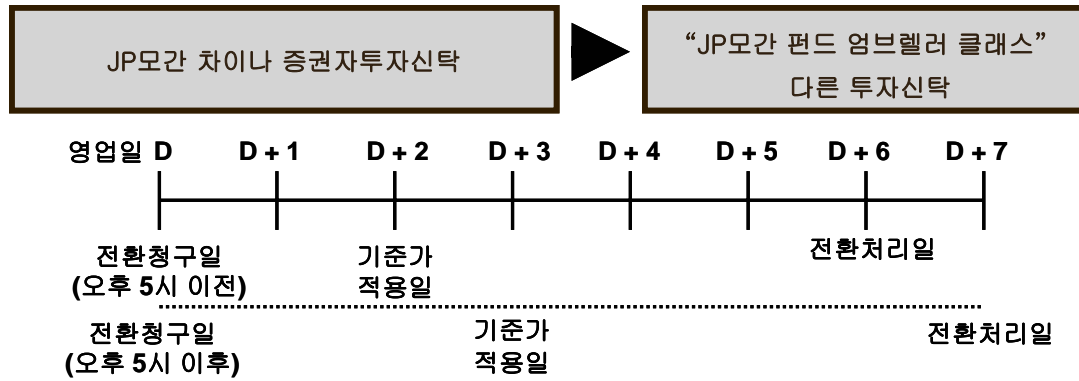 JP모간 차이나 증권자투자신탁
“JP모간 펀드 엄브렐러 클래스”
다른 투자신탁
영업일 D D + 1 D + 2 D + 3 D + 4 D + 5 D + 6 D + 7
전환청구일
(오후 5시 이전)
기준가
적용일
전환처리일
전환청구일
(오후 5시 이후)
기준가
적용일
전환처리일